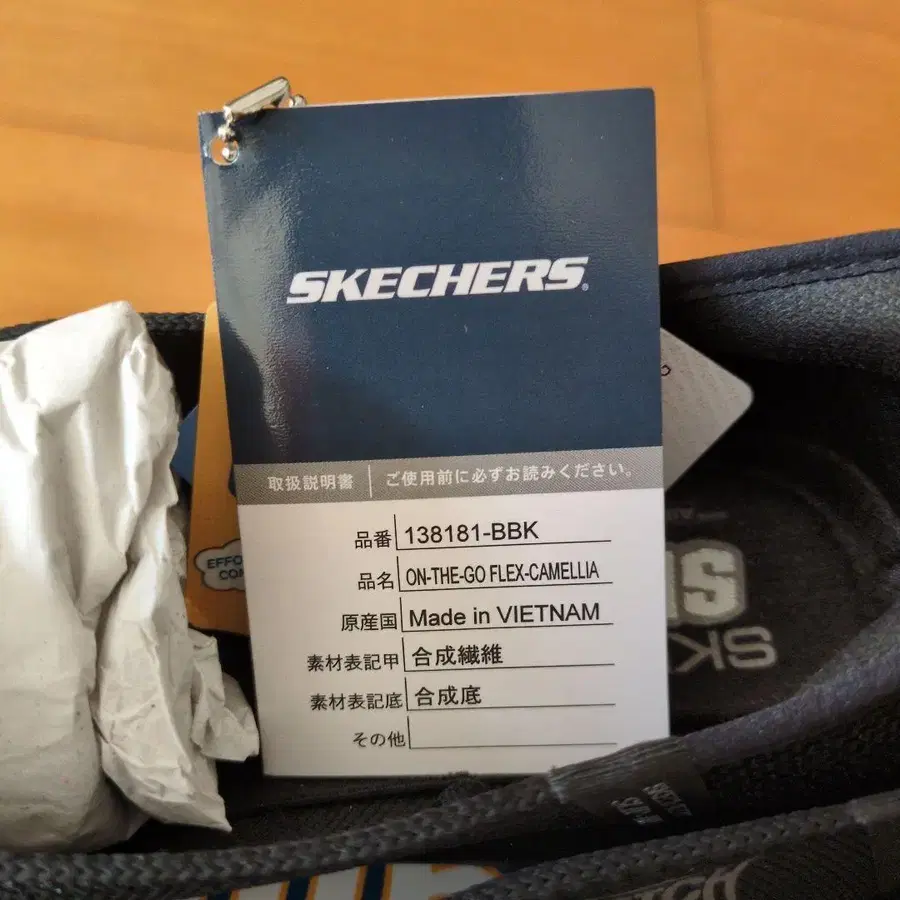 SKECHERS®
取扱説明書 ご使用前に必ずお読みください。
品番 138181-BBK
品名 ON-THE-GO FLEX-CAMELLIA
原産国 Made in VIETNAM
素材表記甲 合成繊維
素材表記底 合成底
その他
EFFO
CO
SK